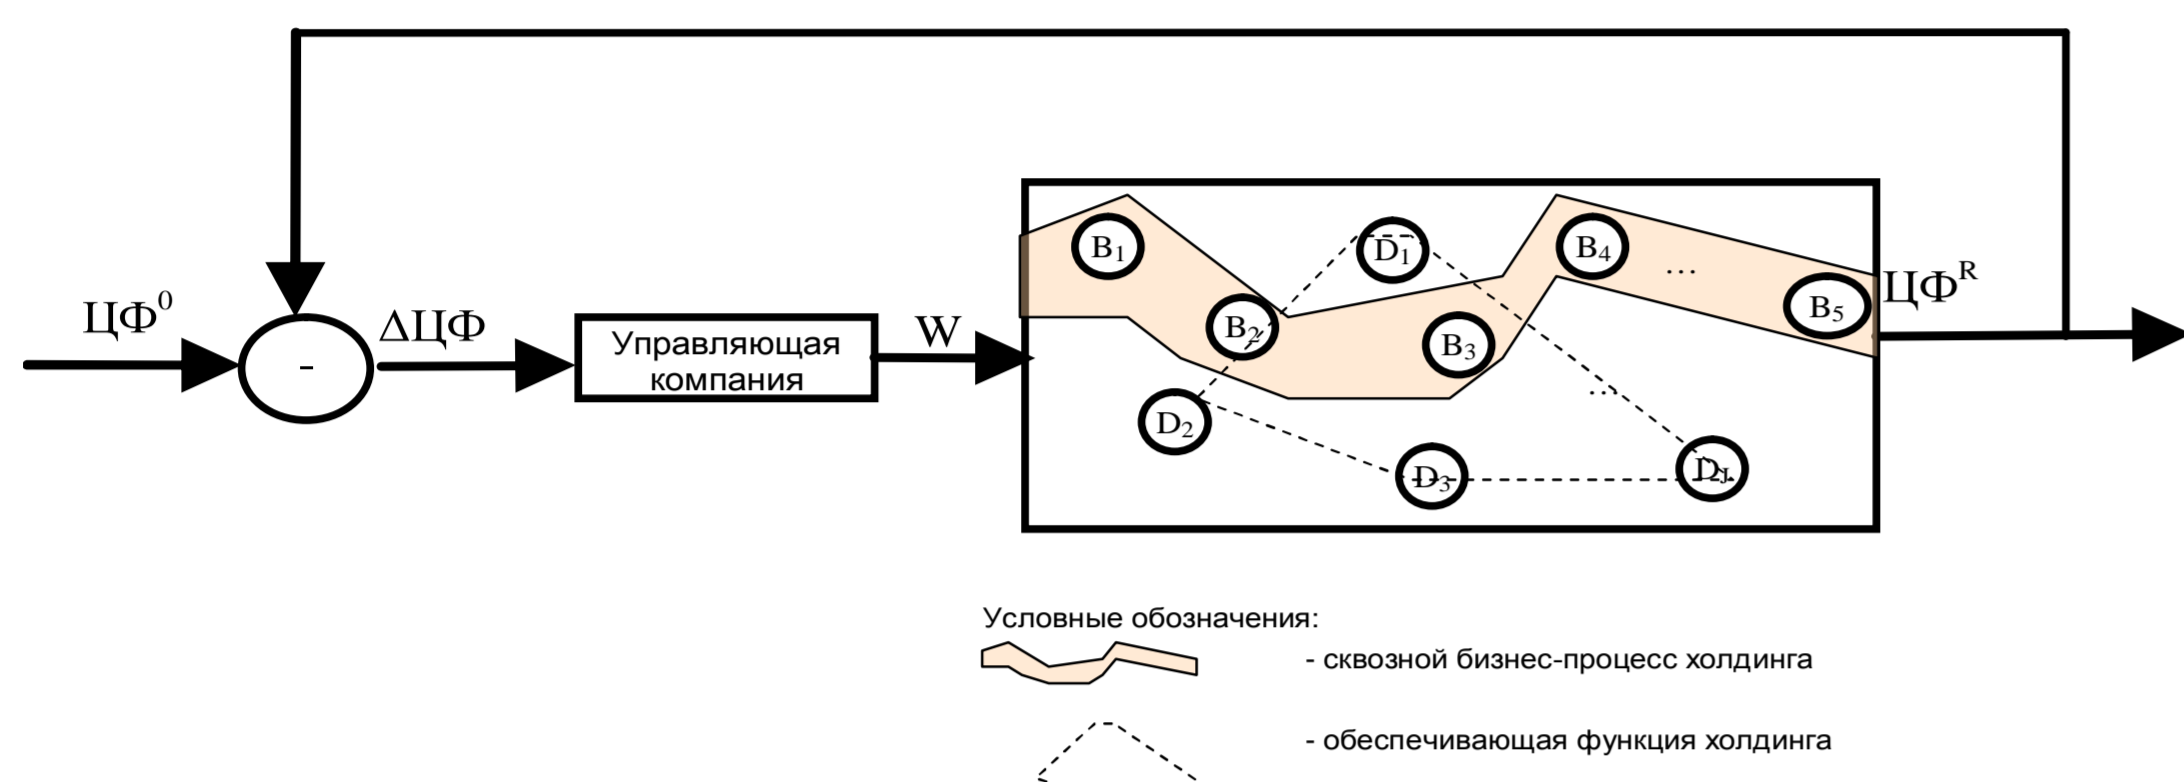 ЦФ⁰
-
ΔЦФ
Управляющая
компания
W
B₁
B₂
B₃
B₄
...
B₅
D₁
D₂
D₃
...
D_J
ЦФᴿ
Условные обозначения:
- сквозной бизнес-процесс холдинга
- обеспечивающая функция холдинга